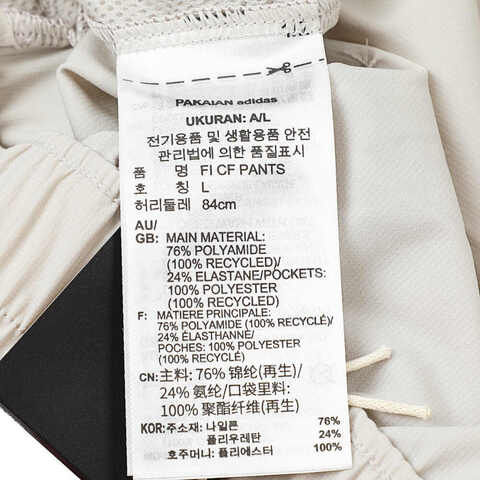 PAKAIAN adidas
UKURAN: A/L
전기용품 및 생활용품 안전
관리법에 의한 품질표시
품 명 FI CF PANTS
호 칭 L
허리둘레 84cm
AU/
GB: MAIN MATERIAL:
76% POLYAMIDE
(100% RECYCLED)/
24% ELASTANE/POCKETS:
100% POLYESTER
(100% RECYCLED)
F: MATIERE PRINCIPALE:
76% POLYAMIDE (100% RECYCLÉ)/
24% ÉLASTHANNE/
POCHES: 100% POLYESTER
(100% RECYCLÉ)
CN: 主料: 76% 锦纶(再生)/
24% 氨纶/口袋里料:
100% 聚酯纤维(再生)
KOR: 주소재: 나일론 76%
폴리우레탄 24%
호주머니: 폴리에스터 100%